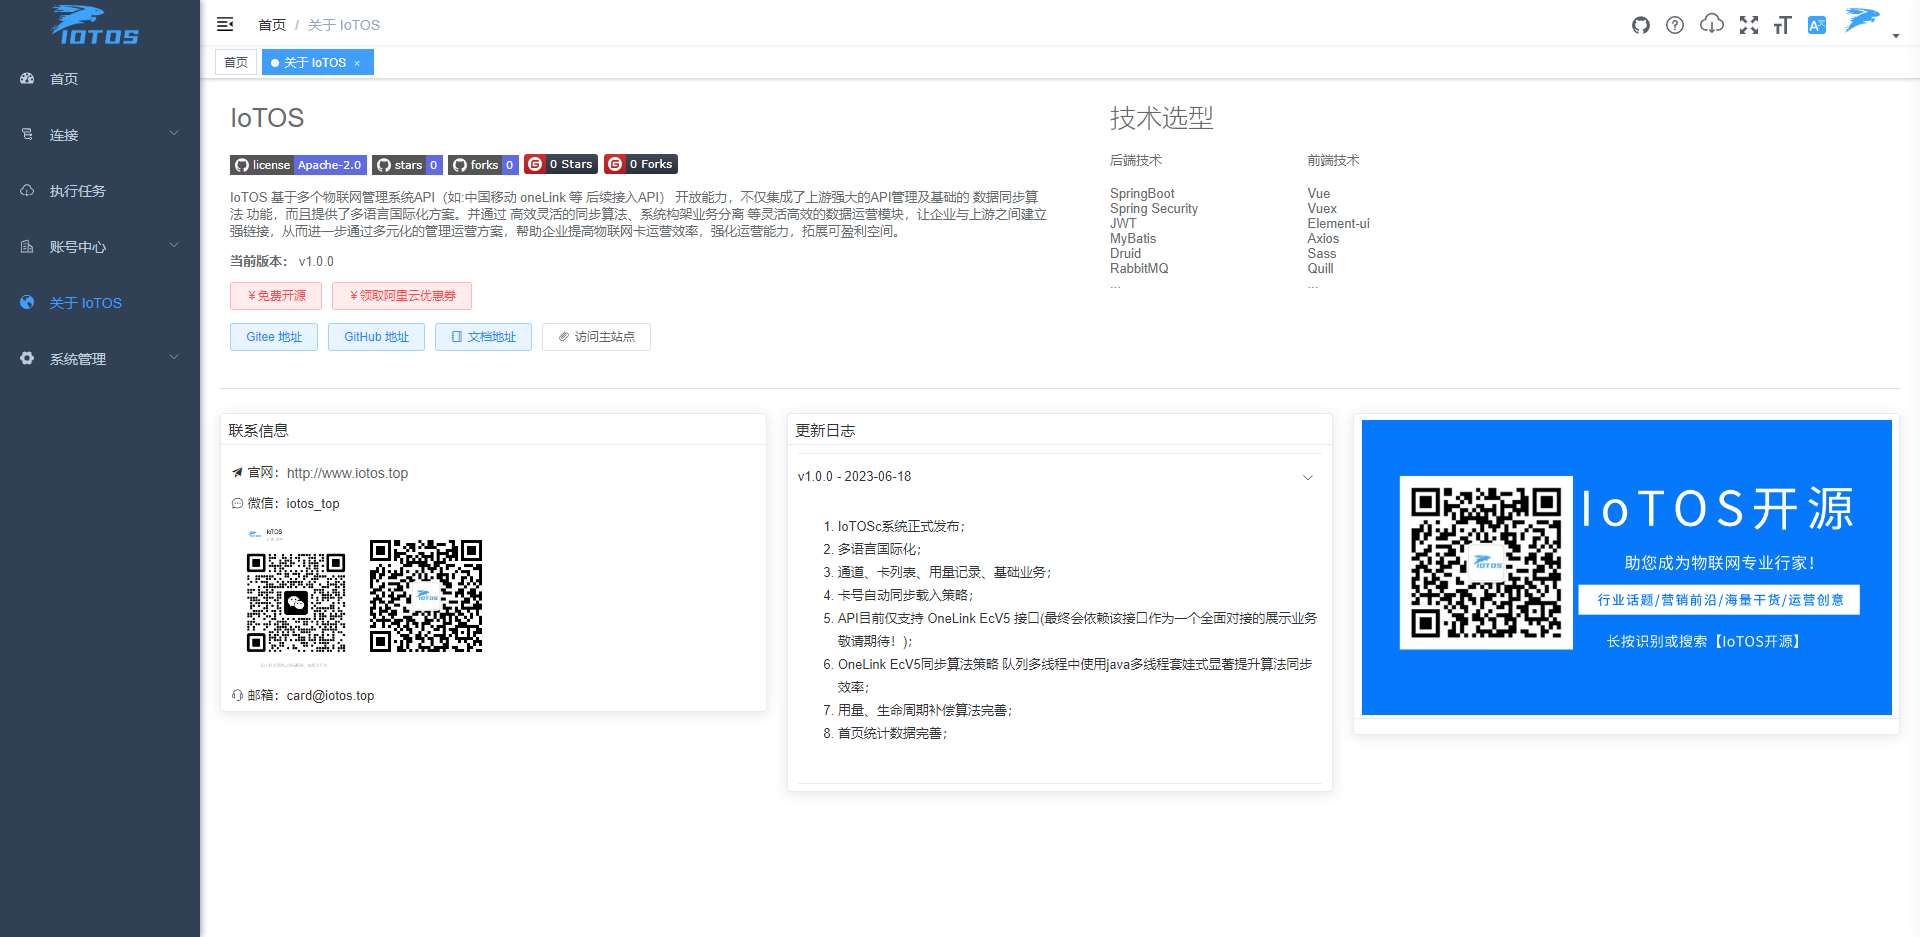 IOTOS
首页
连接
执行任务
账号中心
关于 IoTOS
系统管理
首页 / 关于 IoTOS
首页
关于 IoTOS ×
IoTOS
license Apache-2.0 stars 0 forks 0 0 Stars 0 Forks
IoTOS 基于多个物联网管理系统API（如:中国移动 oneLink 等 后续接入API） 开放能力，不仅集成了上游强大的API管理及基础的 数据同步算
法 功能，而且提供了多语言国际化方案。并通过 高效灵活的同步算法、系统构架业务分离 等灵活高效的数据运营模块，让企业与上游之间建立
强链接，从而进一步通过多元化的管理运营方案，帮助企业提高物联网卡运营效率，强化运营能力，拓展可盈利空间。
当前版本： v1.0.0
¥ 免费开源
¥ 领取阿里云优惠券
Gitee 地址
GitHub 地址
文档地址
访问主站点
技术选型
后端技术
SpringBoot
Spring Security
JWT
MyBatis
Druid
RabbitMQ
...
前端技术
Vue
Vuex
Element-ui
Axios
Sass
Quill
...
联系信息
官网：http://www.iotos.top
微信：iotos_top
IoTOS
IOTOS
邮箱：card@iotos.top
更新日志
v1.0.0 - 2023-06-18
1. IoTOSc系统正式发布；
2. 多语言国际化；
3. 通道、卡列表、用量记录、基础业务；
4. 卡号自动同步载入策略；
5. API目前仅支持 OneLink EcV5 接口(最终会依赖该接口作为一个全面对接的展示业务
敬请期待！);
6. OneLink EcV5同步算法策略 队列多线程中使用java多线程套娃式显著提升算法同步
效率；
7. 用量、生命周期补偿算法完善；
8. 首页统计数据完善；
IOTOS
IoTOS开源
助您成为物联网专业行家！
行业话题/营销前沿/海量干货/运营创意
长按识别或搜索【IoTOS开源】